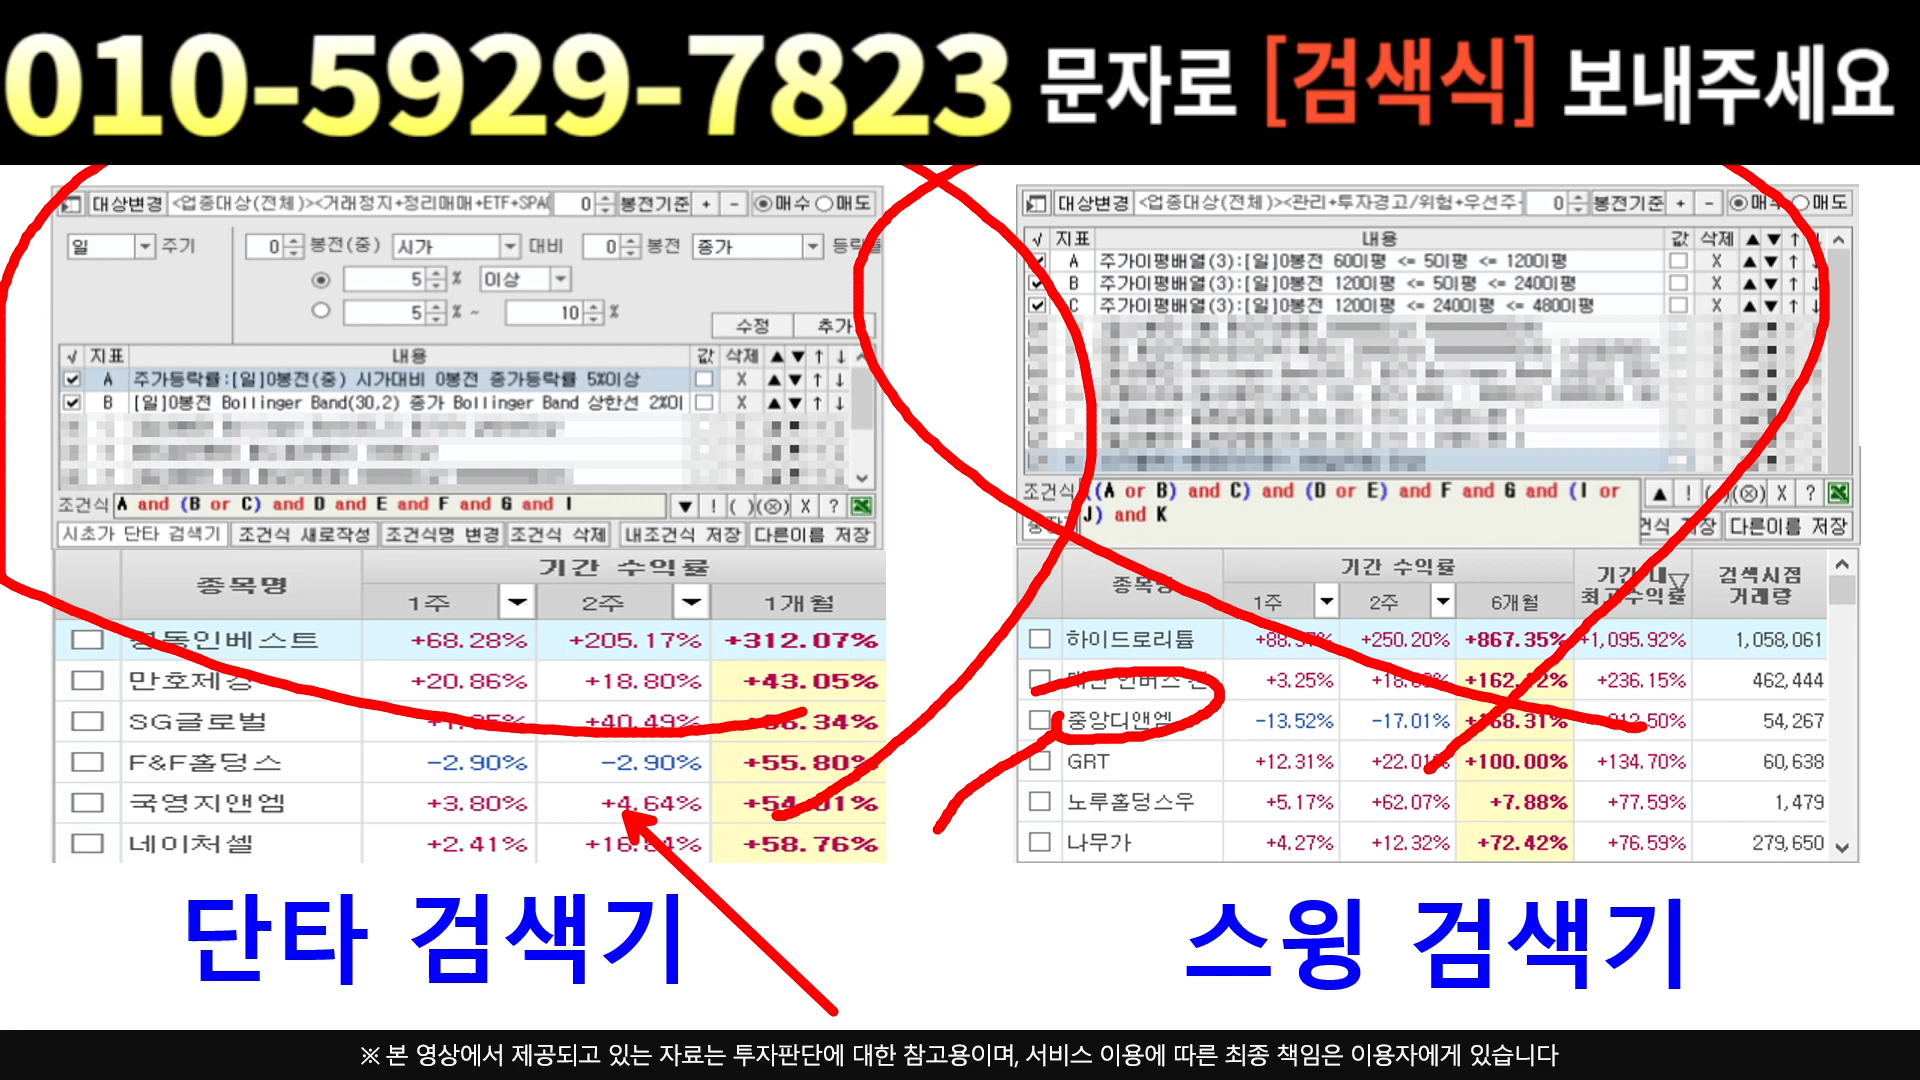 010-5929-7823 문자로 [검색식] 보내주세요
대상변경 <업종대상(전체)><거래정지+정리매매+ETF+SPA 0 봉전기준 + - 매수 매도
일 주기 0 봉전(중) 시가 대비 0 봉전 종가
5 % 이상
5 % ~ 10 %
수정 추가
√ 지표 내용 값 삭제 ▲ ▼ ↑ ↓
A 주가등락률:[일]0봉전(중) 시가대비 0봉전 종가등락률 5%이상 X ▲ ▼ ↑ ↓
B [일]0봉전 Bollinger Band(30,2) 종가 Bollinger Band 상한선 2%이 X ▲ ▼ ↑ ↓
조건식 A and (B or C) and D and E and F and G and I ▼ ! ( ) X ?
시초가 단타 검색기 조건식 새로작성 조건식명 변경 조건식 삭제 내조건식 저장 다른이름 저장
종목명 기간 수익률
1주 2주 1개월
+68.28% +205.17% +312.07%
만호제강 +20.86% +18.80% +43.05%
SG글로벌 +40.49%
F&F홀딩스 -2.90% -2.90% +55.80%
국영지앤엠 +3.80% +4.64%
네이처셀 +2.41% +58.76%
단타 검색기
대상변경 <업종대상(전체)><관리+투자경고/위험+우선주+ 0 봉전기준 + - 매수 매도
√ 지표 내용 값 삭제 ▲ ▼ ↑
A 주가이평배열(3):[일]0봉전 60이평 <= 5이평 <= 120이평 X ▲ ▼ ↑
B 주가이평배열(3):[일]0봉전 120이평 <= 5이평 <= 240이평 X ▲ ▼ ↑
C 주가이평배열(3):[일]0봉전 120이평 <= 240이평 <= 480이평 X ▲ ▼ ↑ ↓
조건식 ((A or B) and C) and (D or E) and F and G and (I or ▲ ! X ?
J) and K
다른이름 저장
종목명 기간 수익률 기간 내 최고수익률 검색시점 거래량
1주 2주 6개월
하이드로리튬 +250.20% +867.35% +1,095.92% 1,058,061
+3.25% +236.15% 462,444
중앙디앤엠 -13.52% -17.01% 54,267
GRT +12.31% +100.00% +134.70% 60,638
노루홀딩스우 +5.17% +62.07% +7.88% +77.59% 1,479
나무가 +4.27% +12.32% +72.42% +76.59% 279,650
스윙 검색기
※ 본 영상에서 제공되고 있는 자료는 투자판단에 대한 참고용이며, 서비스 이용에 따른 최종 책임은 이용자에게 있습니다